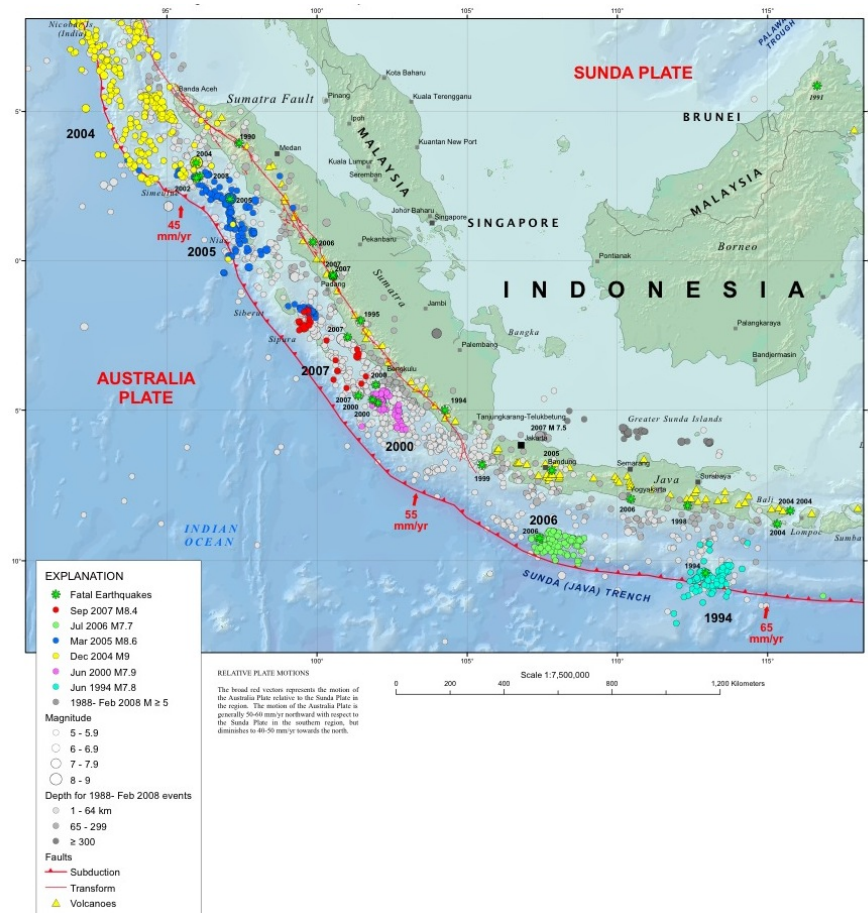 95°
100°
105°
110°
115°
Nicobar Is.
(India)
PALAWAN
TROUGH
Kota Baharu
Banda Aceh
Sumatra Fault
Pinang
Kuala Terengganu
SUNDA PLATE
1991
5°
2004
Ipoh
BRUNEI
1990
Medan
MALAYSIA
Kuantan New Port
2004
Kuala Lumpur
Seremban
MALAYSIA
2005
2002
Simeulue
2005
Johor Baharu
Singapore
45
mm/yr
SINGAPORE
2005
Nias
2006
Pekanbaru
Borneo
0°
2007
2007
Padang
Pontianak
INDONESIA
Sumatra
Siberut
Jambi
Bangka
1995
Palangkaraya
Sipura
2007
Palembang
Bandjermasin
2007
AUSTRALIA
PLATE
2000
Bengkulu
5°
2007
2000
1994
Tanjungkarang-Telukbetung
Greater Sunda Islands
2007 M 7.5
2000
Jakarta
2005
Bandung
Semarang
Java
Surabaya
1999
Yogyakarta
Bali
2004
2004
55
mm/yr
2006
1998
2004
Lompoc
Sumba
INDIAN
OCEAN
2006
2006
10°
SUNDA (JAVA) TRENCH
1994
1994
65
mm/yr
EXPLANATION
Fatal Earthquakes
Sep 2007 M8.4
Jul 2006 M7.7
Mar 2005 M8.6
Dec 2004 M9
Jun 2000 M7.9
Jun 1994 M7.8
1988- Feb 2008 M ≥ 5
Magnitude
5 - 5.9
6 - 6.9
7 - 7.9
8 - 9
Depth for 1988- Feb 2008 events
1 - 64 km
65 - 299
≥ 300
Faults
Subduction
Transform
Volcanoes
RELATIVE PLATE MOTIONS
The broad red vectors represents the motion of
the Australia Plate relative to the Sunda Plate in
the region. The motion of the Australia Plate is
generally 50-60 mm/yr northward with respect to
the Sunda Plate in the southern region, but
diminishes to 40-50 mm/yr towards the north.
Scale 1:7,500,000
0
200
400
600
800
1,200 Kilometers
100°
105°
110°
115°